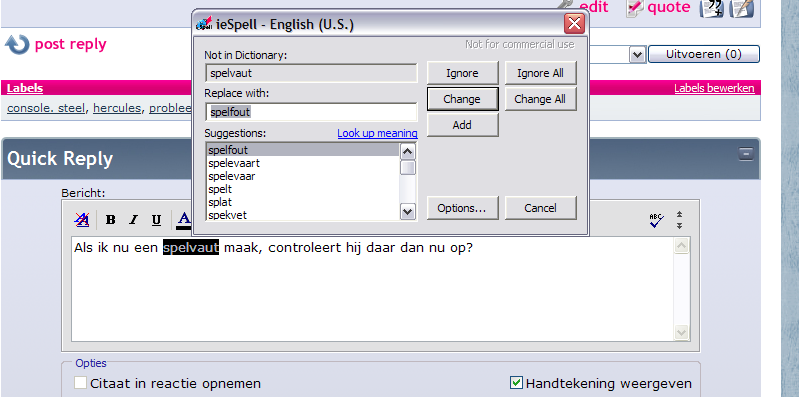 edit quote
post reply
ieSpell - English (U.S.)
Not for commercial use
Not in Dictionary:
spelvaut
Ignore Ignore All
Replace with:
spelfout
Change Change All
Add
Suggestions: Look up meaning
spelfout
spelevaart
spelevaar
spelt
splat
spekvet
Options... Cancel
Uitvoeren (0)
Labels Labels bewerken
console. steel, hercules, problee
Quick Reply
Bericht:
B I U A ABC
Als ik nu een spelvaut maak, controleert hij daar dan nu op?
Opties
Citaat in reactie opnemen Handtekening weergeven